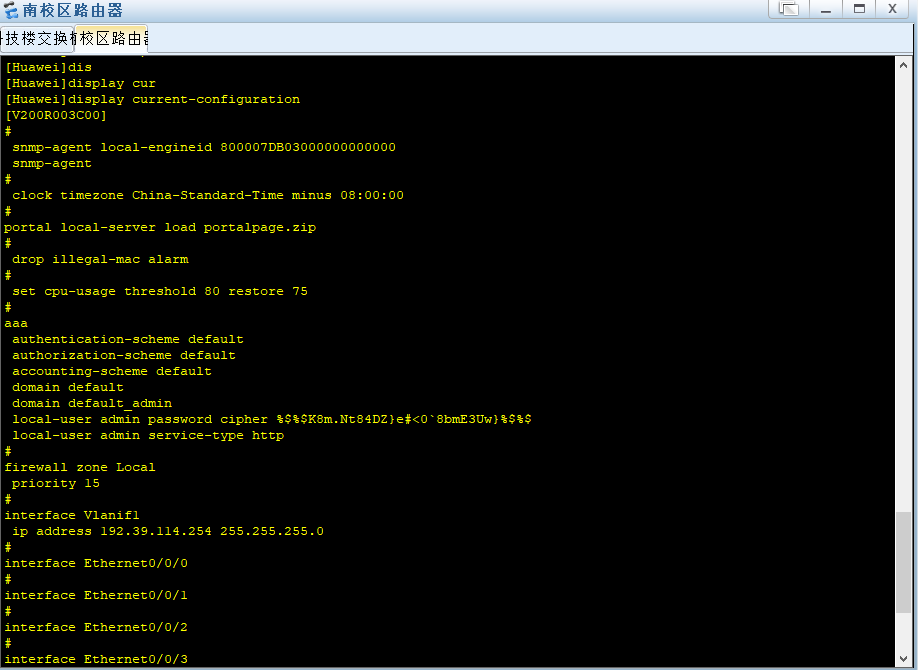 南校区路由器
技楼交换
校区路由
[Huawei]dis
[Huawei]display cur
[Huawei]display current-configuration
[V200R003C00]
#
 snmp-agent local-engineid 800007DB03000000000000
 snmp-agent
#
 clock timezone China-Standard-Time minus 08:00:00
#
portal local-server load portalpage.zip
#
 drop illegal-mac alarm
#
 set cpu-usage threshold 80 restore 75
#
aaa
 authentication-scheme default
 authorization-scheme default
 accounting-scheme default
 domain default
 domain default_admin
 local-user admin password cipher %$%$K8m.Nt84DZ}e#<0`8bmE3Uw}%$%$
 local-user admin service-type http
#
firewall zone Local
 priority 15
#
interface Vlanif1
 ip address 192.39.114.254 255.255.255.0
#
interface Ethernet0/0/0
#
interface Ethernet0/0/1
#
interface Ethernet0/0/2
#
interface Ethernet0/0/3